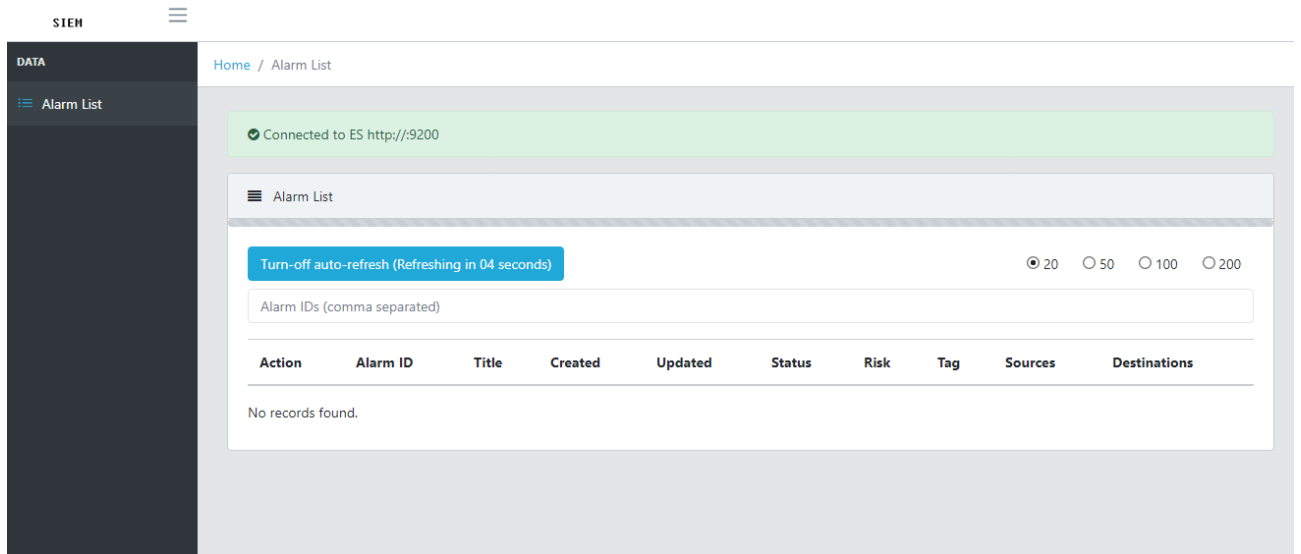 SIEM
DATA
Home / Alarm List
Alarm List
Connected to ES http://:9200
Alarm List
Turn-off auto-refresh (Refreshing in 04 seconds)
20 50 100 200
Alarm IDs (comma separated)
Action Alarm ID Title Created Updated Status Risk Tag Sources Destinations
No records found.